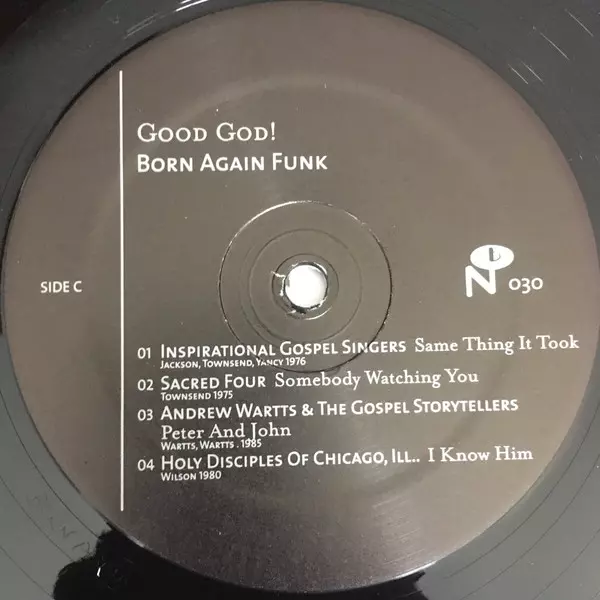 Good God!
Born Again Funk
SIDE C
N 030
01 Inspirational Gospel Singers Same Thing It Took
Jackson, Townsend, Yancy 1976
02 Sacred Four Somebody Watching You
Townsend 1975
03 Andrew Wartts & The Gospel Storytellers
Peter And John
Wartts, Wartts . 1985
04 Holy Disciples Of Chicago, Ill.. I Know Him
Wilson 1980